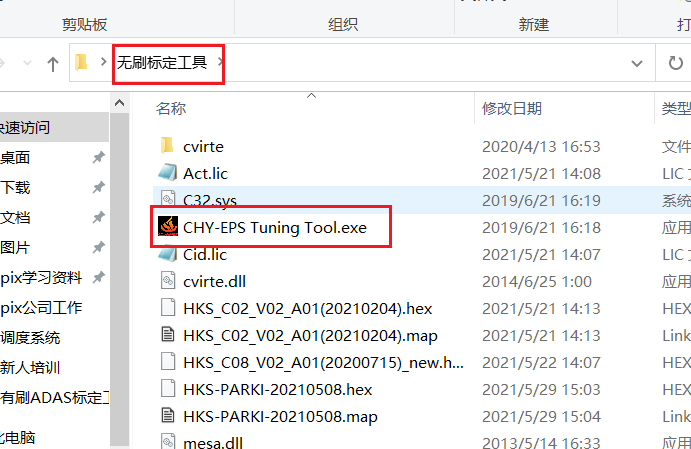 剪贴板 组织 新建 打
无刷标定工具
名称 修改日期 类型
快速访问
桌面
下载
文档
图片
pix学习资料
pix公司工作
调度系统
新人培训
有刷ADAS标定工
比电脑
cvirte 2020/4/13 16:53 文件
Act.lic 2021/5/21 14:08 LIC 文
C32.sys 2019/6/21 16:19 系统
CHY-EPS Tuning Tool.exe 2019/6/21 16:18 应用
Cid.lic 2021/5/21 14:07 LIC 文
cvirte.dll 2014/6/25 1:00 应用
HKS_C02_V02_A01(20210204).hex 2021/5/21 14:13 HEX
HKS_C02_V02_A01(20210204).map 2021/5/21 14:13 Link
HKS_C08_V02_A01(20200715)_new.h... 2021/5/22 14:07 HEX
HKS-PARKI-20210508.hex 2021/5/29 15:03 HEX
HKS-PARKI-20210508.map 2021/5/29 15:04 Link
mesa.dll 2013/5/14 16:33 应用